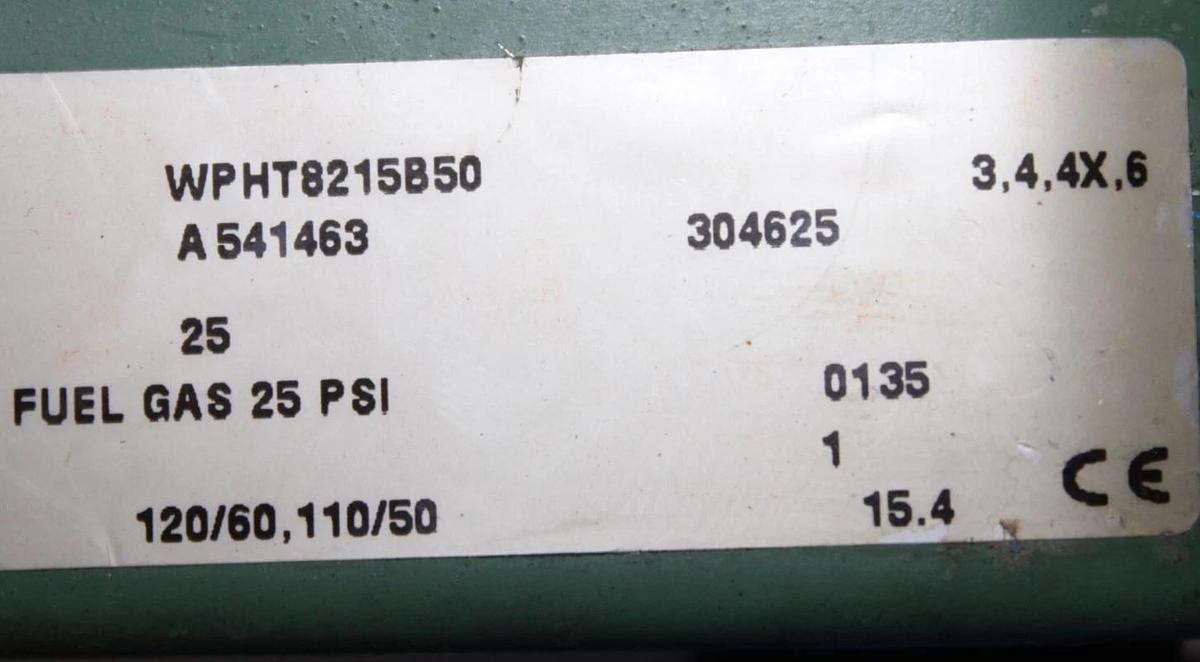 WPHT8215B50 3,4,4X,6
A 541463 304625
25
FUEL GAS 25 PSI 0135
1
120/60,110/50 15.4 CE